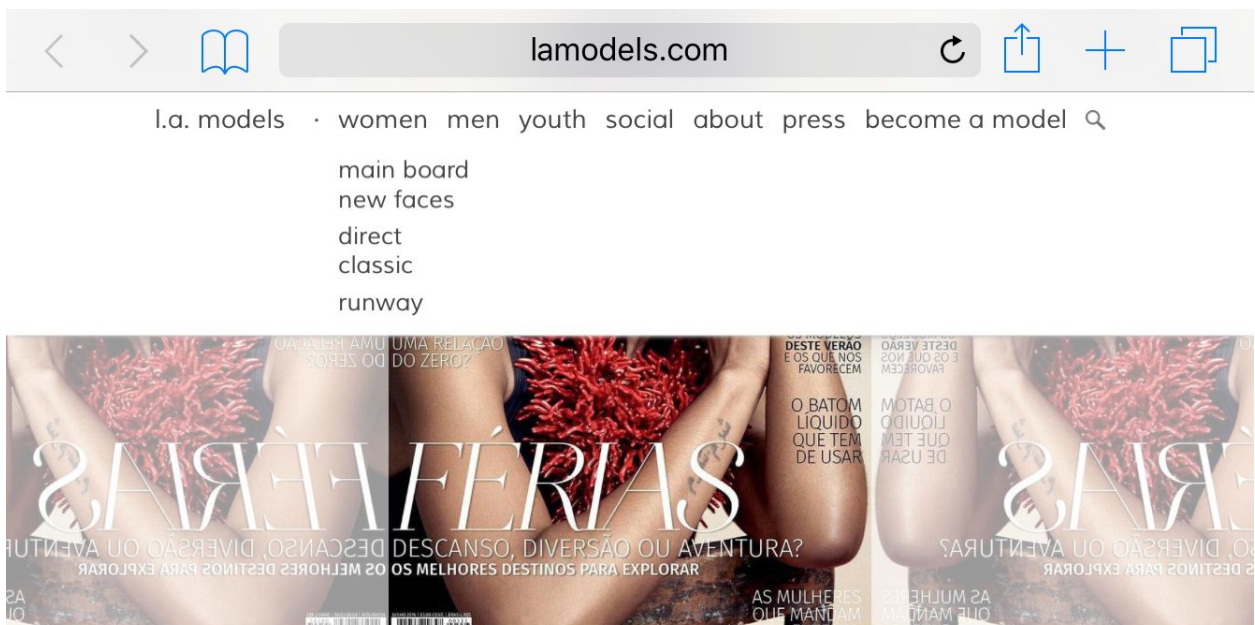 lamodels.com
l.a. models · women men youth social about press become a model
main board
new faces
direct
classic
runway
UMA RELAÇÃO
DO ZERO?
DESTE VERÃO
E OS QUE NOS
FAVORECEM
O BATOM
LÍQUIDO
QUE TEM
DE USAR
FÉRIAS
DESCANSO, DIVERSÃO OU AVENTURA?
OS MELHORES DESTINOS PARA EXPLORAR
AS MULHERES
QUE MANDAM